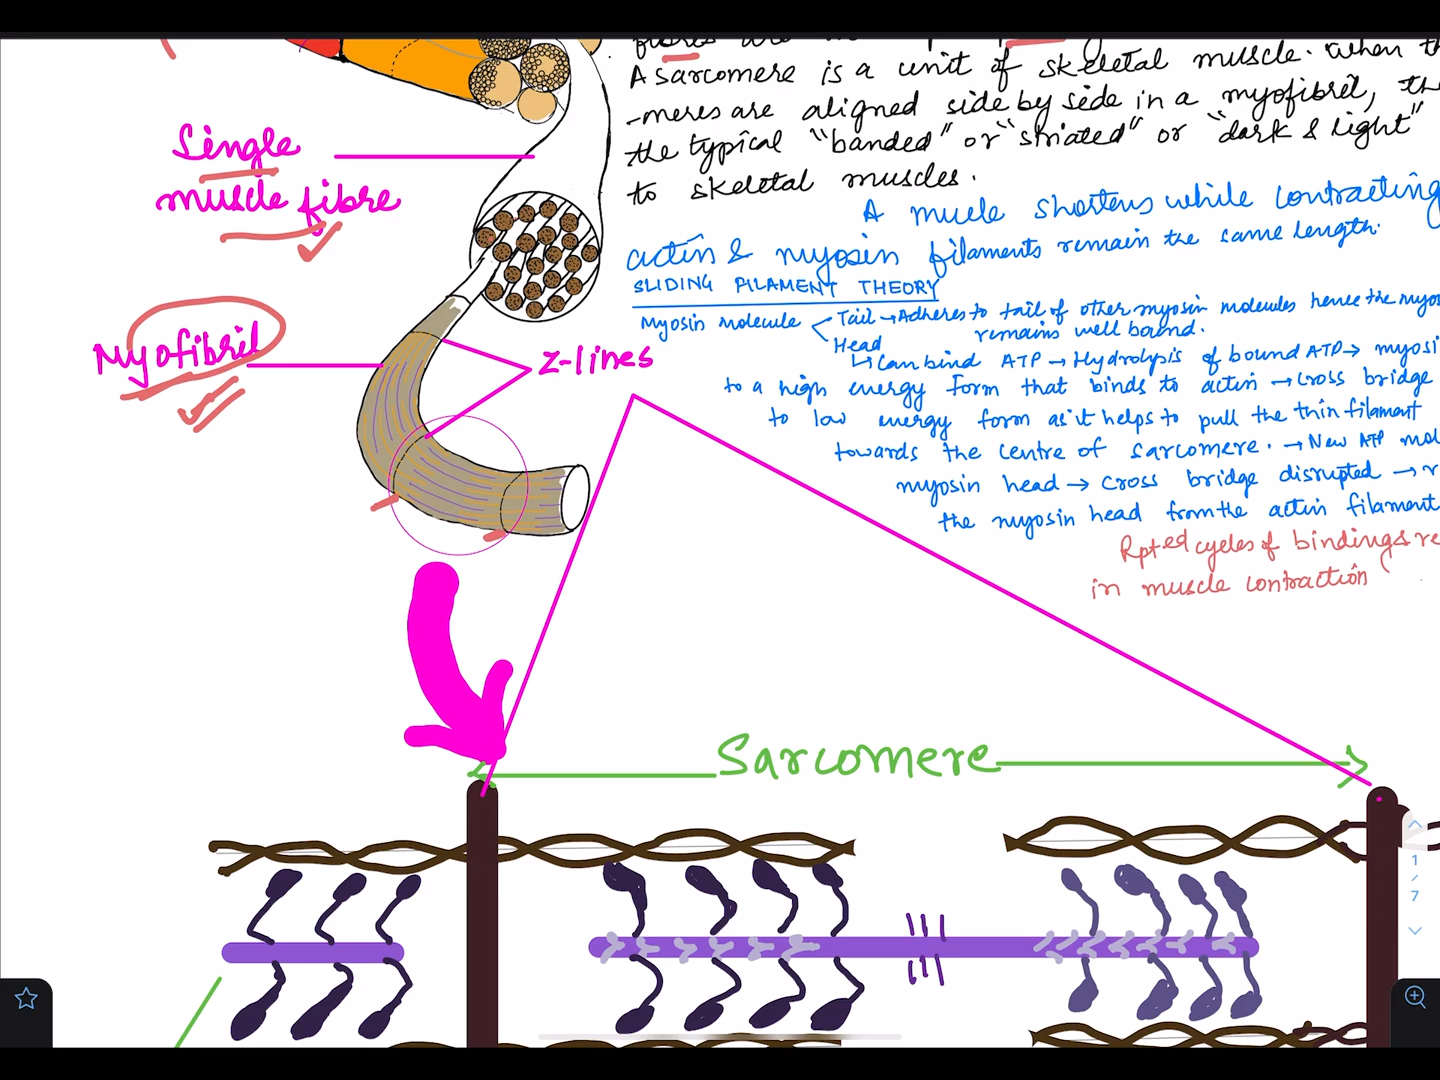 A sarcomere is a unit of skeletal muscle. When th
-meres are aligned side by side in a myofibril, the
the typical "banded" or "striated" or "dark & light"
to skeletal muscles.
A mucle shortens while contracting
actin & myosin filaments remain the same length.
SLIDING FILAMENT THEORY
Myosin molecule
Tail → Adheres to tail of other myosin molecules hence the myos
remains well bound.
Head
↳ Can bind ATP → Hydrolysis of bound ATP → myosi
to a high energy form that binds to actin → cross bridge
to low energy form as it helps to pull the thin filament
towards the centre of sarcomere. → New ATP mol
myosin head → cross bridge disrupted → r
the myosin head from the actin filament
Rpted cycles of bindings & re
in muscle contraction
Single
muscle fibre
Myofibril
Z-lines
Sarcomere
1
/
7